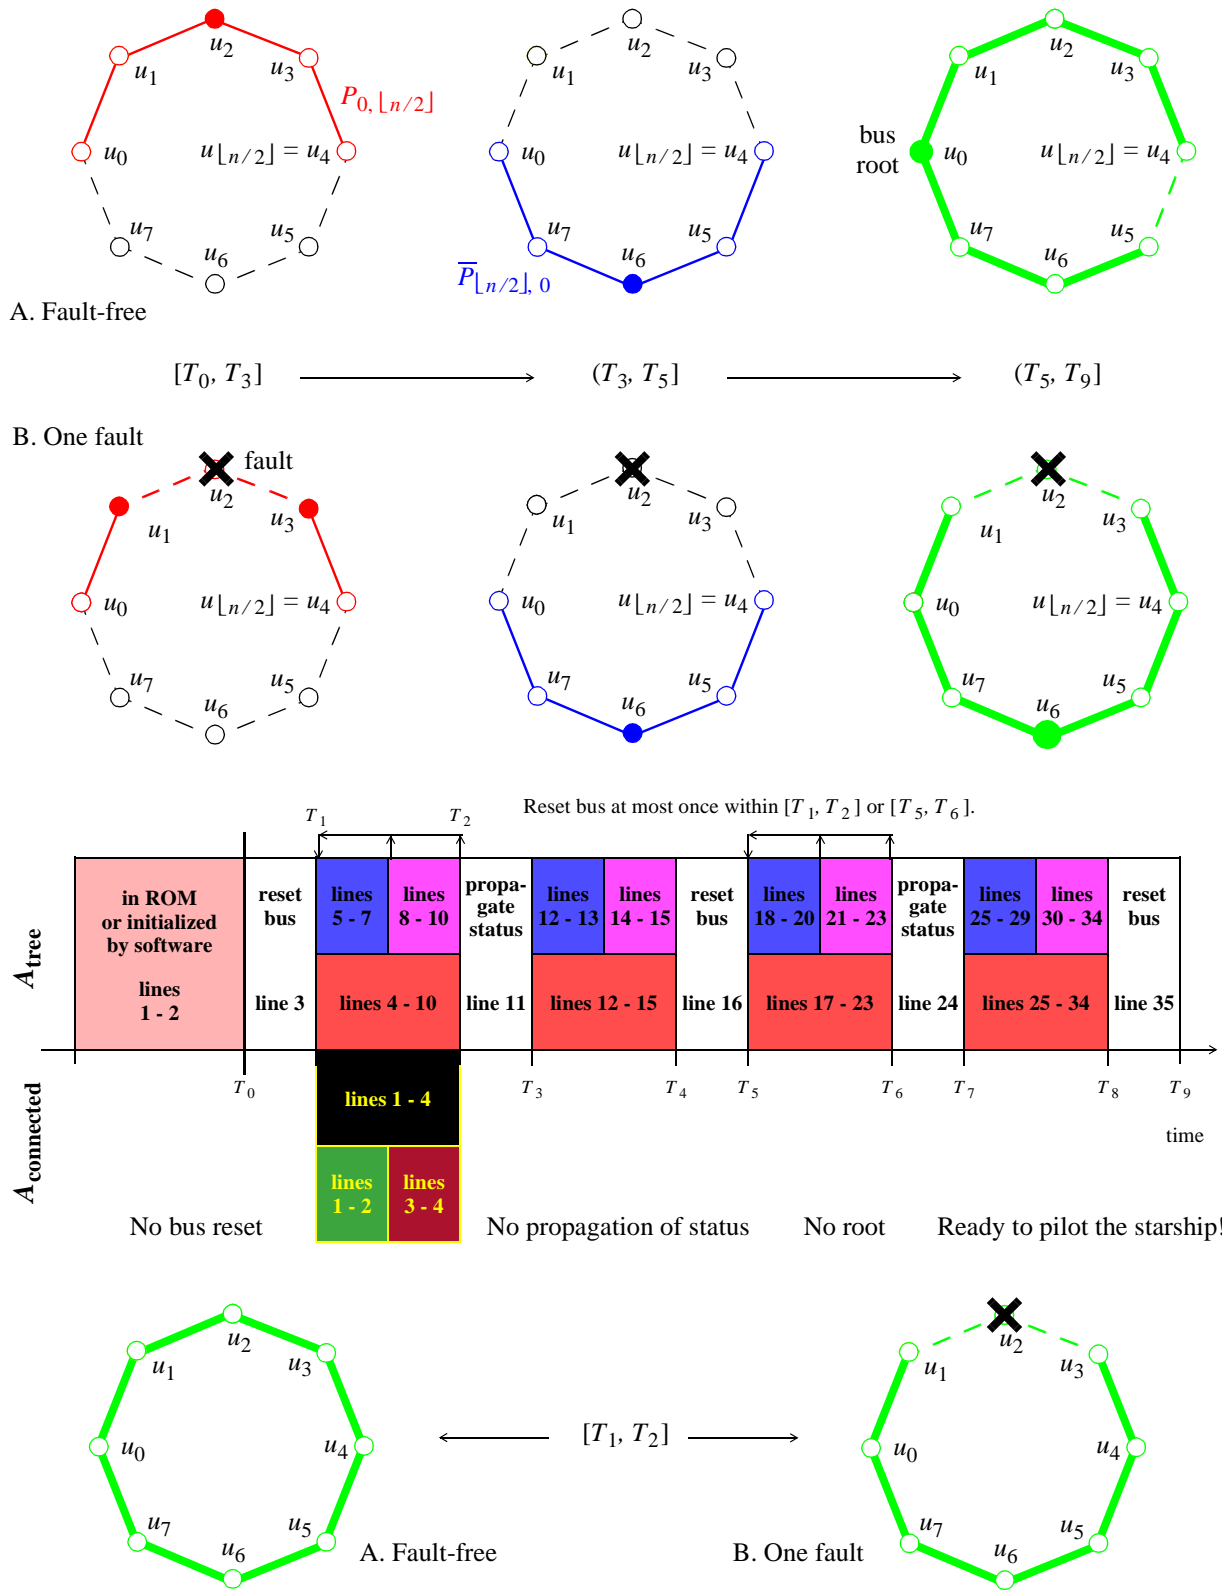 u2 u2 u2
u1 u3 u1 u3 u1 u3
P0, ⌊n/2⌋
bus
root
u0 u⌊n/2⌋ = u4 u0 u⌊n/2⌋ = u4 u0 u⌊n/2⌋ = u4
u7 u6 u5 u7 u6 u5 u7 u6 u5
P̅⌊n/2⌋, 0
A. Fault-free
[T0, T3] (T3, T5] (T5, T9]
B. One fault
fault
u2 u2 u2
u1 u3 u1 u3 u1 u3
u0 u⌊n/2⌋ = u4 u0 u⌊n/2⌋ = u4 u0 u⌊n/2⌋ = u4
u7 u6 u5 u7 u6 u5 u7 u6 u5
Reset bus at most once within [T1, T2] or [T5, T6].
T1 T2
Atree
in ROM
or initialized
by software
lines
1 - 2
reset
bus
line 3
lines
5 - 7
lines
8 - 10
lines 4 - 10
propa-
gate
status
line 11
lines
12 - 13
lines
14 - 15
lines 12 - 15
reset
bus
line 16
lines
18 - 20
lines
21 - 23
lines 17 - 23
propa-
gate
status
line 24
lines
25 - 29
lines
30 - 34
lines 25 - 34
reset
bus
line 35
T0 T3 T4 T5 T6 T7 T8 T9
time
Aconnected
lines 1 - 4
lines
1 - 2
lines
3 - 4
No bus reset No propagation of status No root Ready to pilot the starship!
u2 u2
u1 u3 u1 u3
u0 u4 [T1, T2] u0 u4
u7 u6 u5 u7 u6 u5
A. Fault-free B. One fault